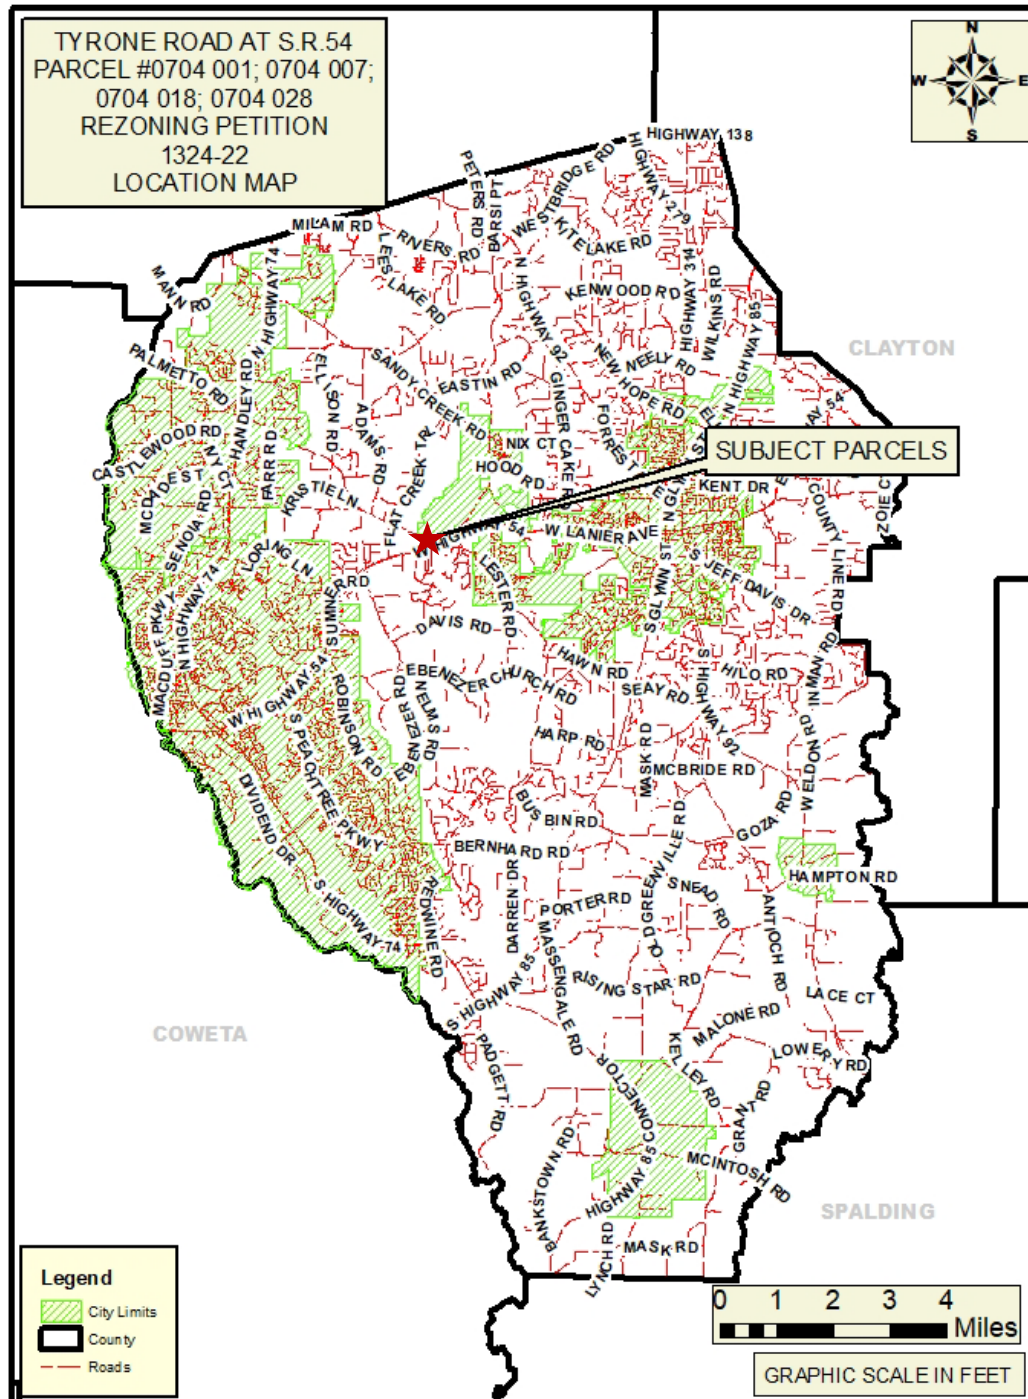 TYRONE ROAD AT S.R.54
PARCEL #0704 001; 0704 007;
0704 018; 0704 028
REZONING PETITION
1324-22
LOCATION MAP
N
W
E
S
HIGHWAY 138
PETERS RD
BARSI PT
WESTBRIDGE RD
HIGHWAY 279
MILAM RD
LEES LAKE RD
RIVERS RD
KITE LAKE RD
N HIGHWAY 92
KENWOOD RD
HIGHWAY 314
WILKINS RD
N HIGHWAY 85
MANN RD
N HIGHWAY 74
CLAYTON
PALMETTO RD
HANDLEY RD
ELLISON RD
SANDY CREEK RD
EASTIN RD
NEELY RD
NEW HOPE RD
GINGER CAKE RD
ADAMS RD
FORREST
NIX CT
HOOD RD
SUBJECT PARCELS
CASTLEWOOD RD
FARR RD
KRISTIE LN
FLAT CREEK TRL
KENT DR
MCDADE ST
NY CT
SENOIA RD
COUNTY LINE RD
OZIE CT
W HIGHWAY 54
W LANIER AVE
LORING LN
LESTER RD
S JEFF DAVIS DR
MACDUFF PKWY
N HIGHWAY 74
SUMNER RD
DAVIS RD
HAWN RD
S HILO RD
INMAN RD
W HIGHWAY 54
ROBINSON RD
EBENEZER CHURCH RD
EBENEZER RD
SEAY RD
S HIGHWAY 92
S PEACHTREE PKWY
HARP RD
MASK RD
MCBRIDE RD
WELDON RD
DIVIDEND DR
BUSBIN RD
GOZA RD
BERNHARD RD
HAMPTON RD
S HIGHWAY 74
REDWINE RD
DARREN DR
PORTER RD
OLD GREENVILLE RD
SNEAD RD
ANTIOCH RD
MASSENGALE RD
S HIGHWAY 85
RISING STAR RD
LACE CT
COWETA
PADGETT RD
MALONE RD
LOWERY RD
KELLEY RD
GRANT RD
HIGHWAY 85 CONNECTOR
MCINTOSH RD
BANKSTOWN RD
SPALDING
MASK RD
LYNCH RD
Legend
City Limits
County
Roads
0 1 2 3 4
Miles
GRAPHIC SCALE IN FEET